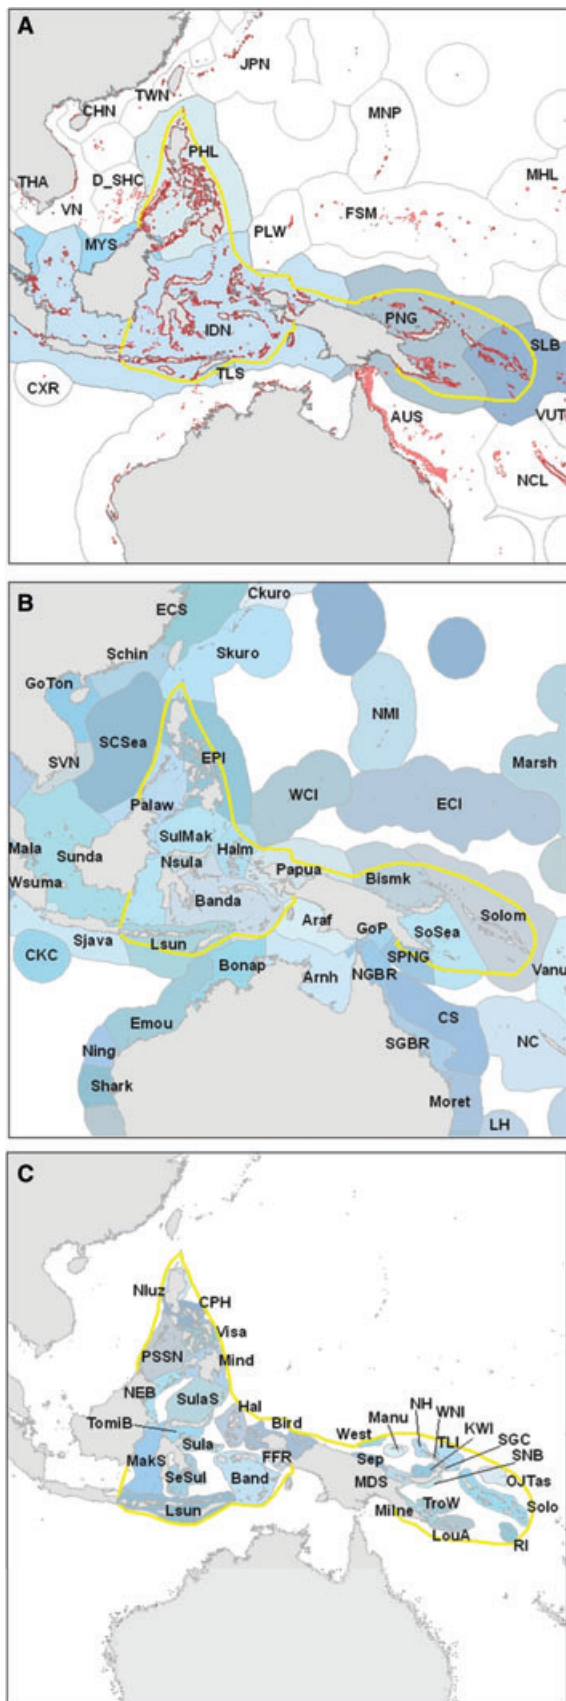 A
JPN
TWN
CHN
MNP
PHL
THA
D_SHC
MHL
VN
FSM
PLW
MYS
PNG
IDN
SLB
TLS
CXR
AUS
VUT
NCL
B
Ckuro
ECS
Schin
Skuro
GoTon
NMI
SCSea
SVN
EPI
Marsh
WCI
ECI
Palaw
SulMak
Mala
Sunda
Nsula
Halm
Papua
Bismk
Wsuma
Banda
Solom
Araf
GoP
SoSea
Sjava
Lsun
SPNG
CKC
Bonap
Arnh
NGBR
Vanu
Emou
CS
Ning
SGBR
NC
Shark
Moret
LH
C
Nluz
CPH
Visa
PSSN
Mind
NEB
SulaS
Hal
NH
WNI
Manu
KWI
TomiB
Bird
West
TLI
SGC
Sula
SNB
MakS
FFR
Sep
SeSul
Band
MDS
OJTas
Lsun
Milne
TroW
Solo
LouA
RI